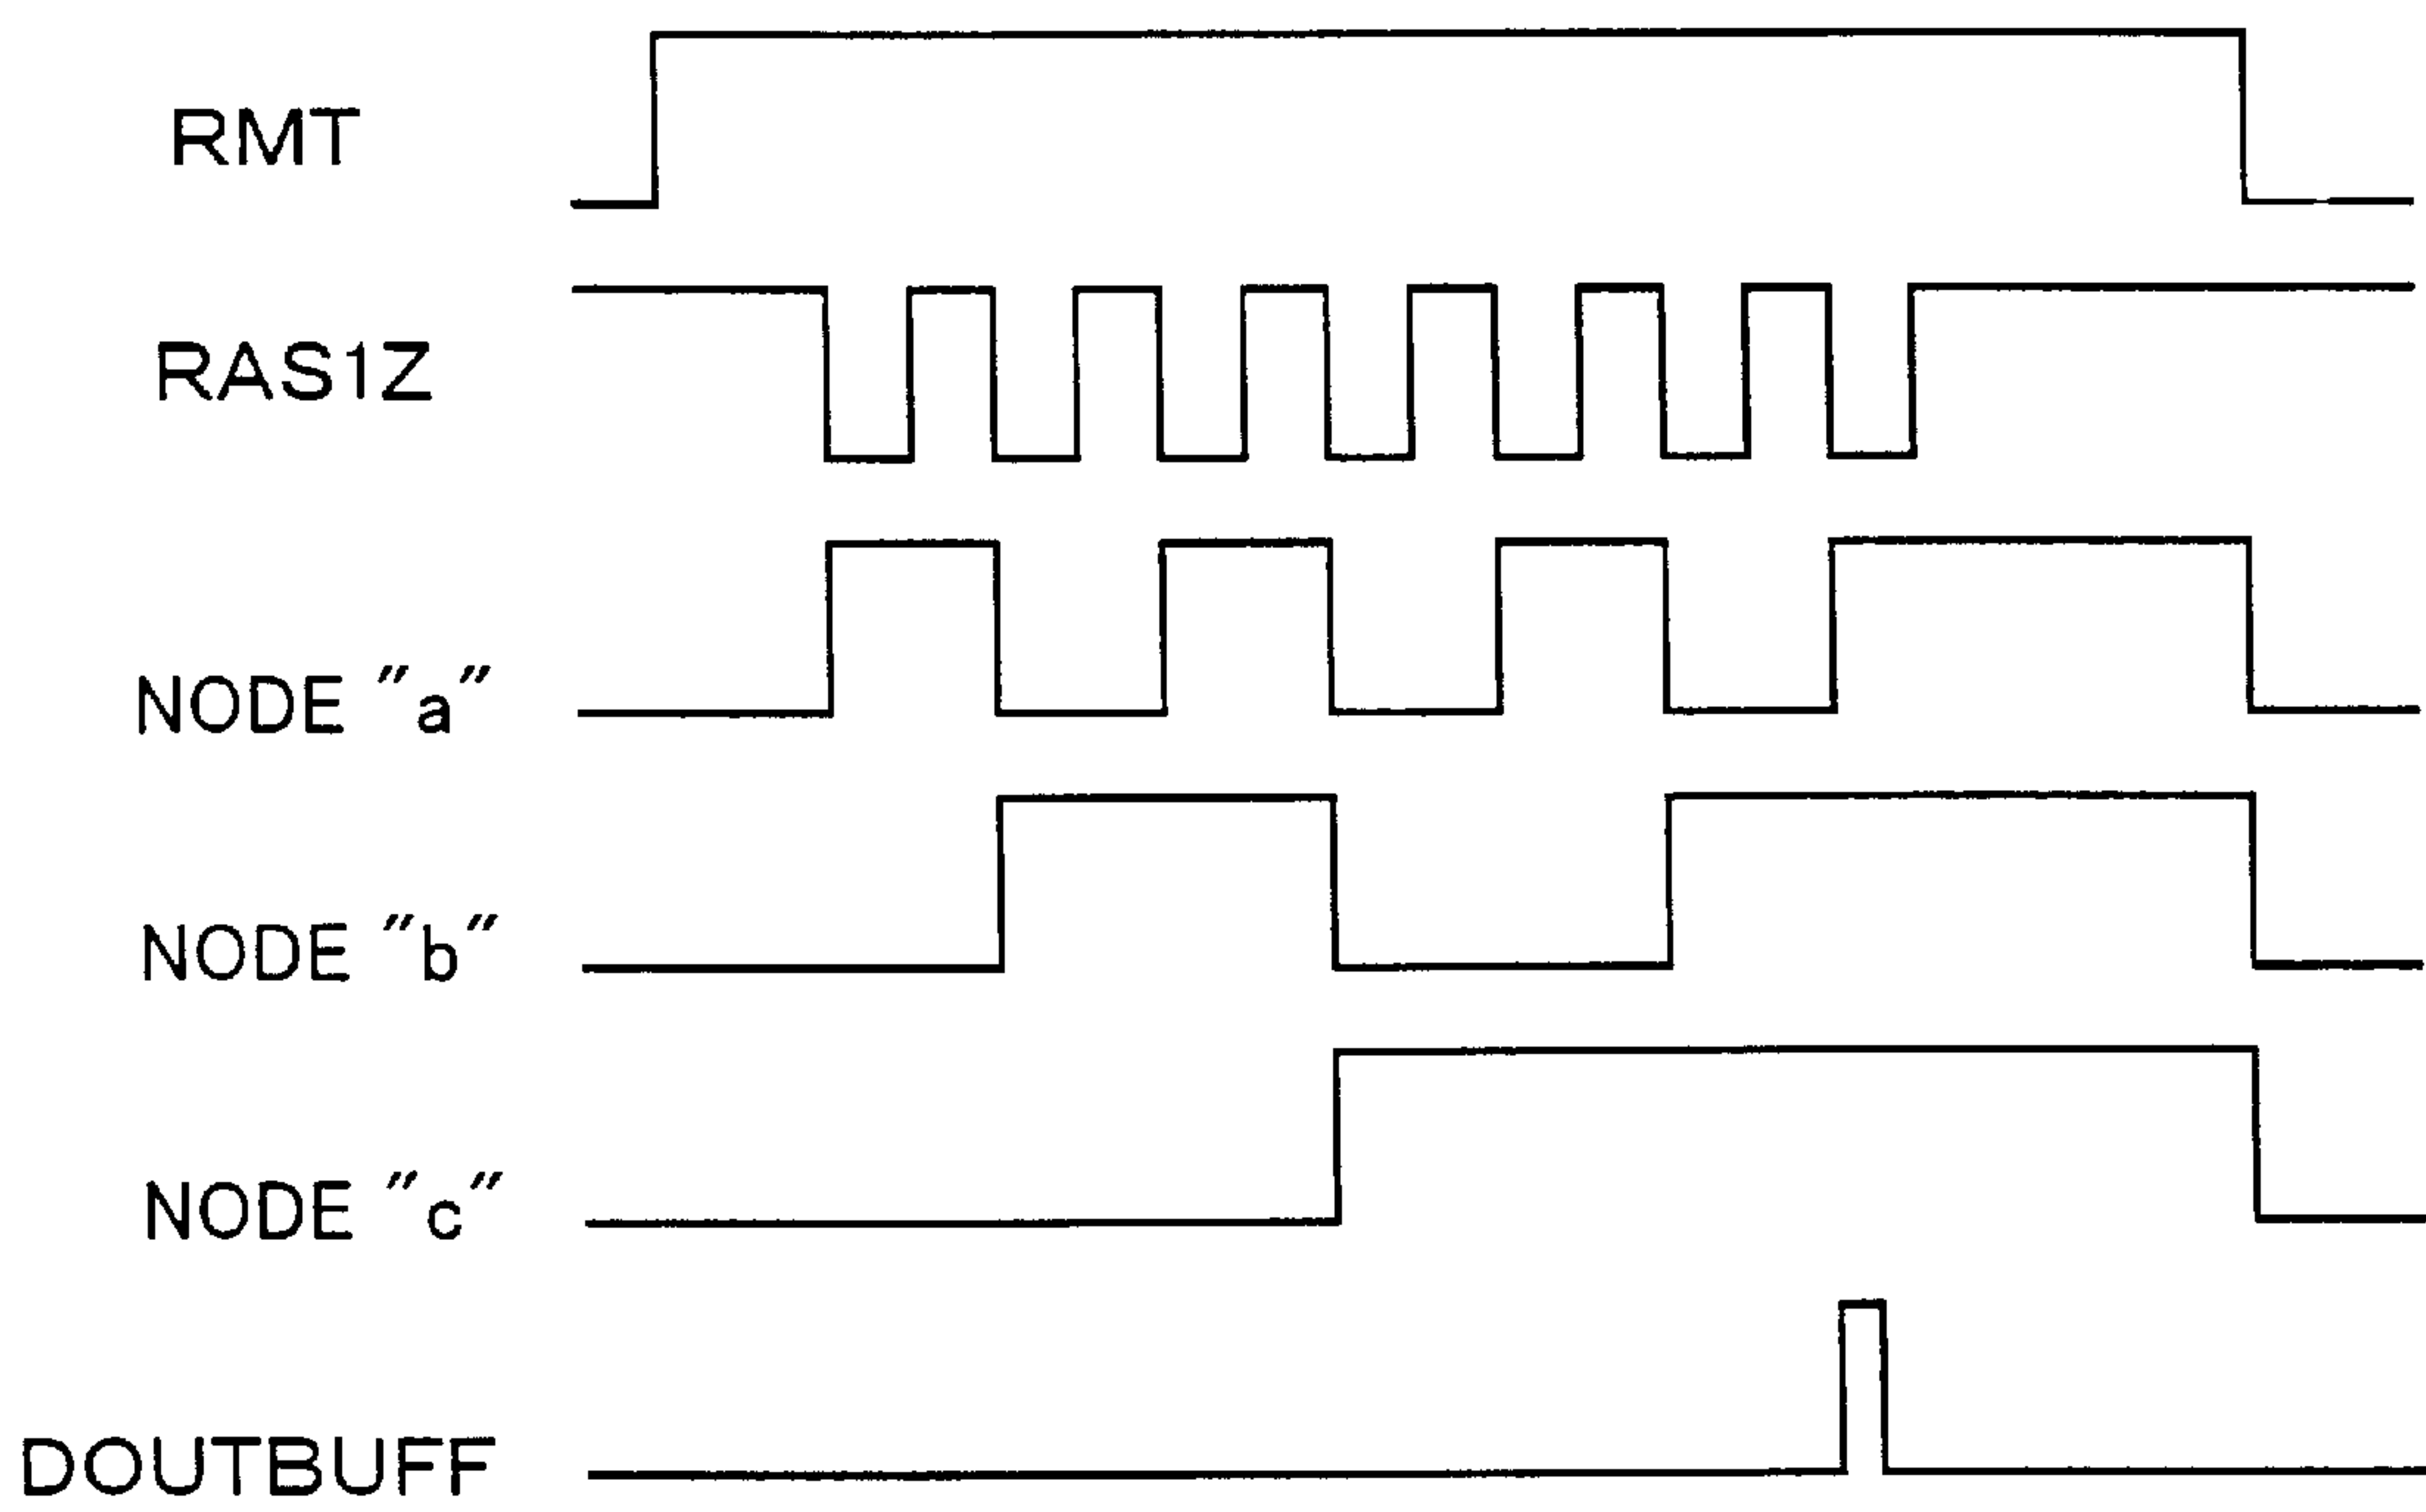 RMT
RAS1Z
NODE "a"
NODE "b"
NODE "c"
DOUTBUFF